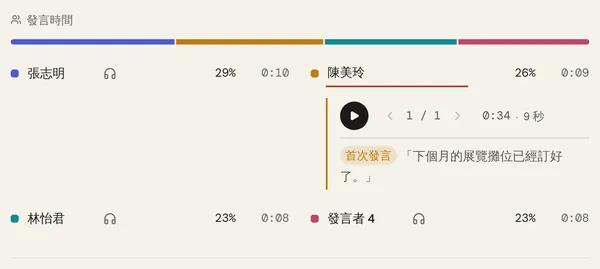 發言時間
張志明 29% 0:10
陳美玲 26% 0:09
1 / 1 0:34 · 9 秒
首次發言 「下個月的展覽攤位已經訂好
了。」
林怡君 23% 0:08
發言者 4 23% 0:08